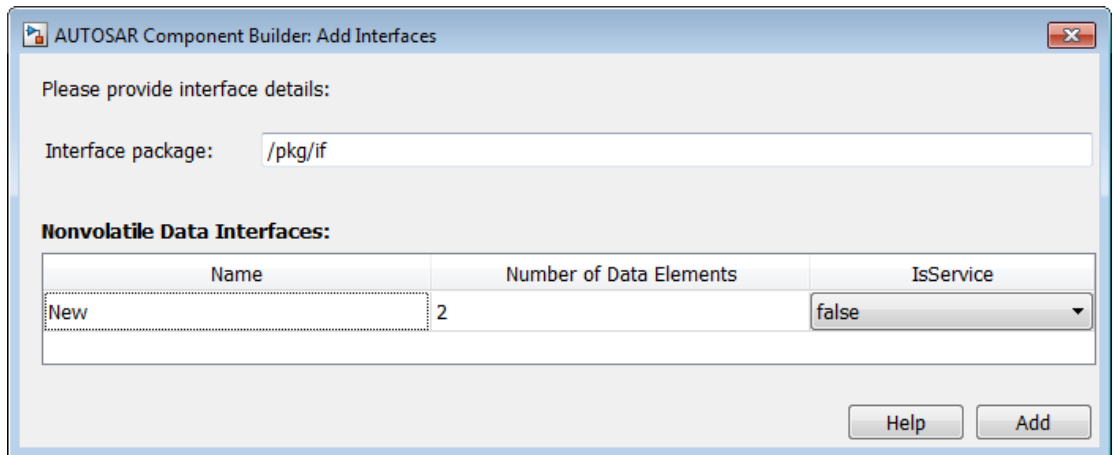 AUTOSAR Component Builder: Add Interfaces
Please provide interface details:
Interface package: /pkg/if
Nonvolatile Data Interfaces:
Name Number of Data Elements IsService
New 2 false
Help Add